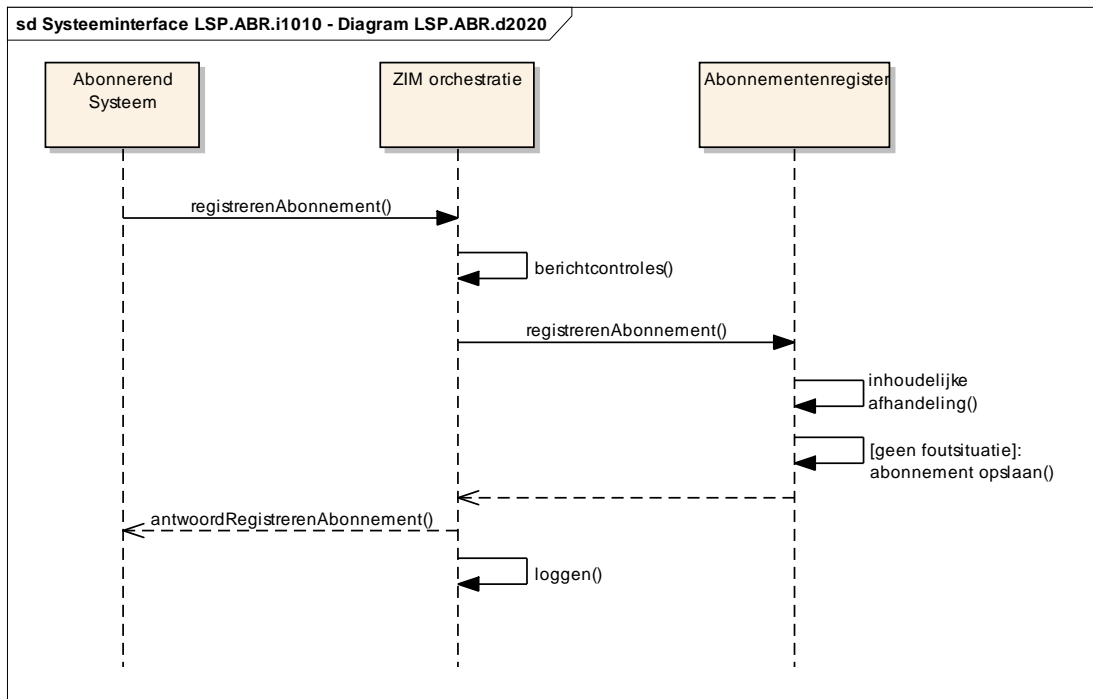 sd Systeeminterface LSP.ABR.i1010 - Diagram LSP.ABR.d2020
Abonnerend
Systeem
ZIM orchestratie
Abonnementenregister
registrerenAbonnement()
berichtcontroles()
registrerenAbonnement()
inhoudelijke
afhandeling()
[geen foutsituatie]:
abonnement opslaan()
antwoordRegistrerenAbonnement()
loggen()